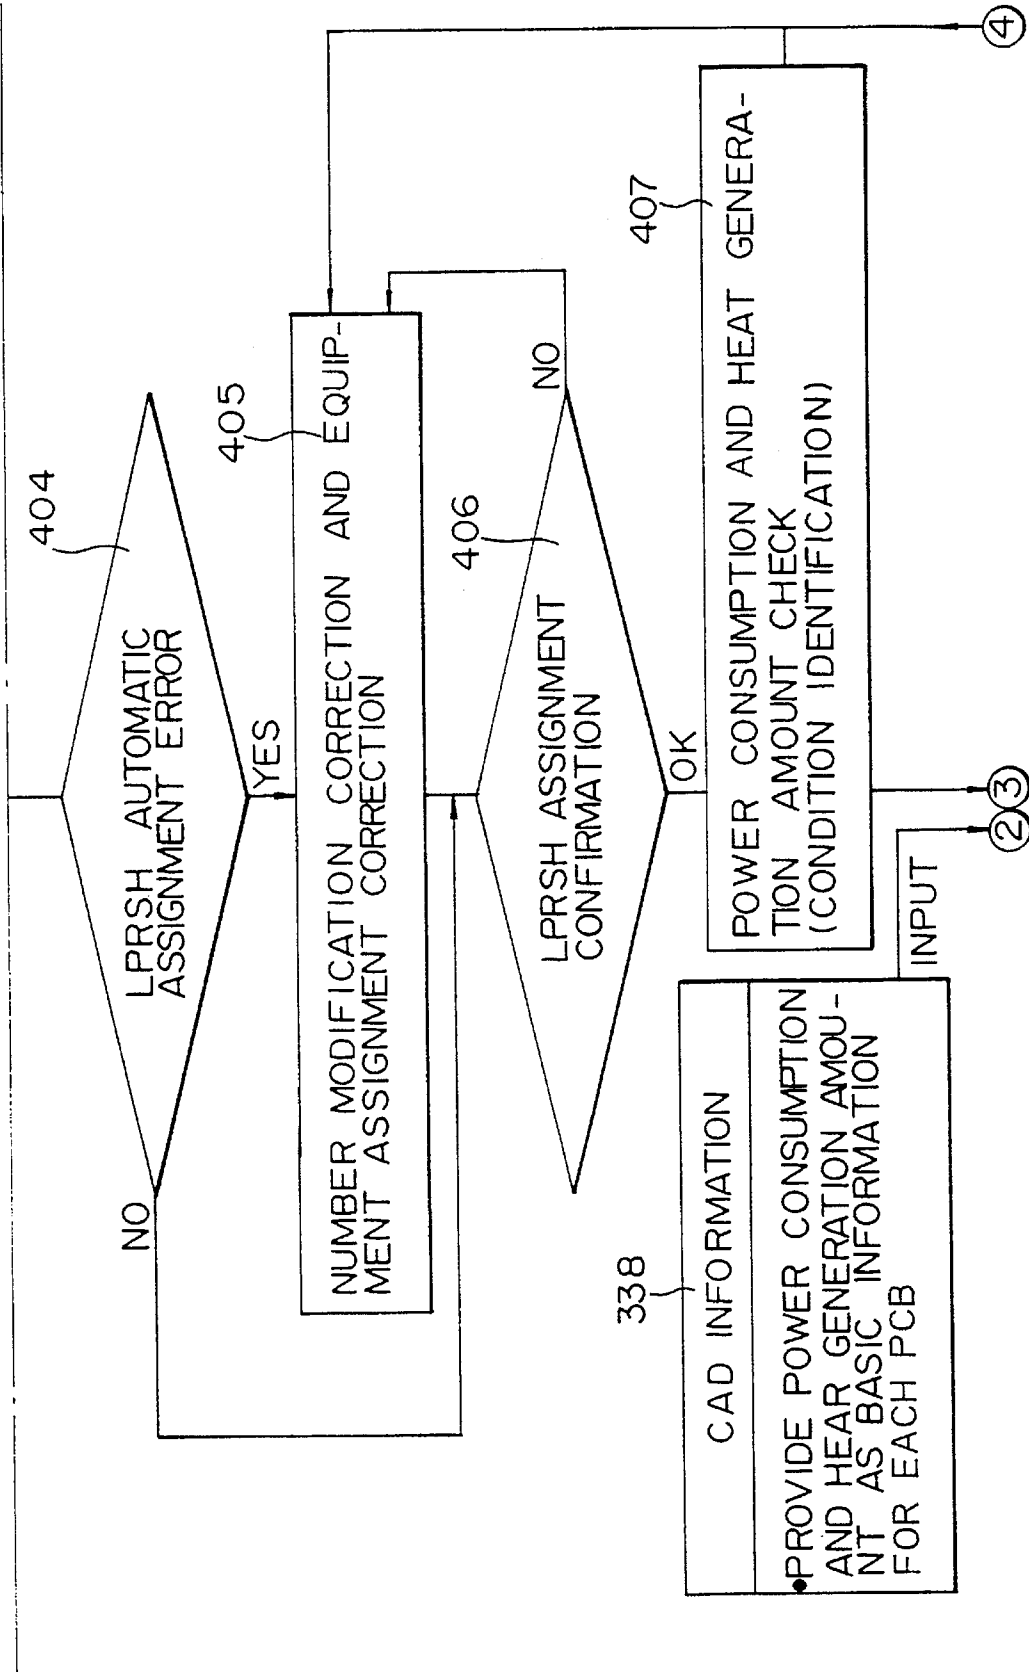 404
LPRSH AUTOMATIC
ASSIGNMENT ERROR
NO
YES
405
NUMBER MODIFICATION CORRECTION AND EQUIP-
MENT ASSIGNMENT CORRECTION
406
LPRSH ASSIGNMENT
CONFIRMATION
NO
OK
407
POWER CONSUMPTION AND HEAT GENERA-
TION AMOUNT CHECK
(CONDITION IDENTIFICATION)
338
CAD INFORMATION
•PROVIDE POWER CONSUMPTION
AND HEAR GENERATION AMOU-
NT AS BASIC INFORMATION
FOR EACH PCB
INPUT
2
3
4